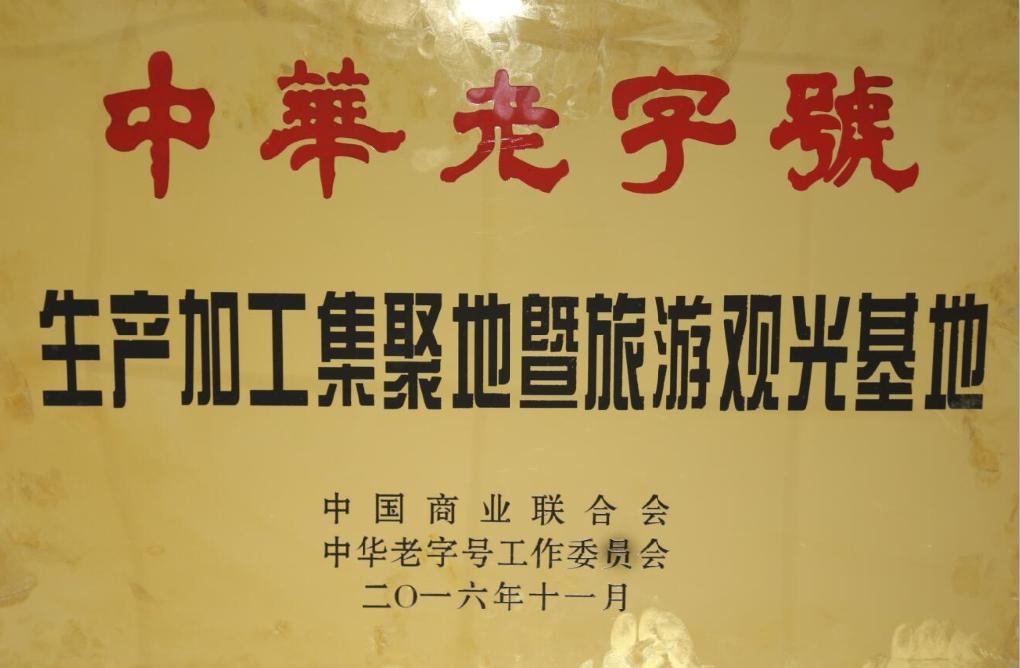 中華老字號
生产加工集聚地暨旅游观光基地
中国商业联合会
中华老字号工作委员会
二O一六年十一月